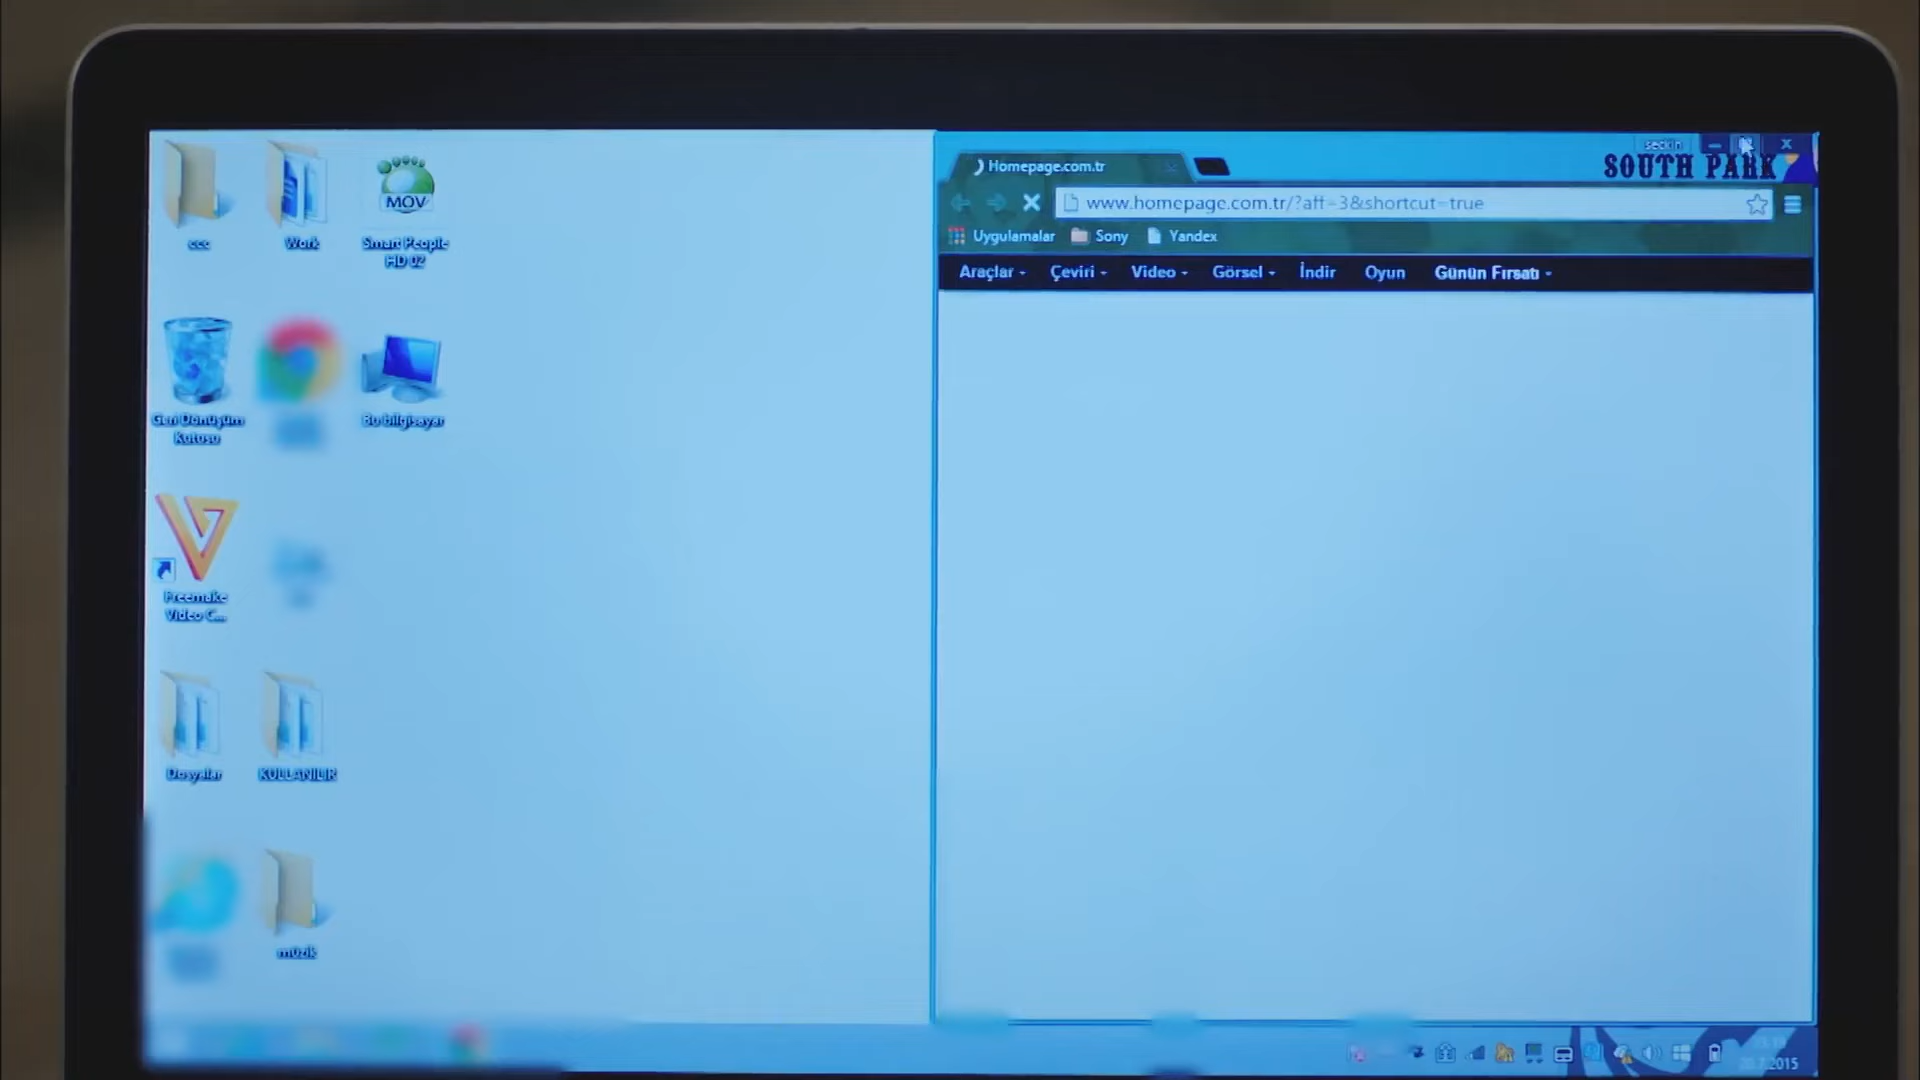 ccc
Work
MOV
Smart People
HD 02
Geri Dönüşüm
Kutusu
Bu bilgisayar
Freemake
Video C...
Dosyalar
KULLANILIR
müzik
seckin
SOUTH PARK
Homepage.com.tr
www.homepage.com.tr/?aff=3&shortcut=true
Uygulamalar Sony Yandex
Araçlar Çeviri Video Görsel İndir Oyun Günün Fırsatı